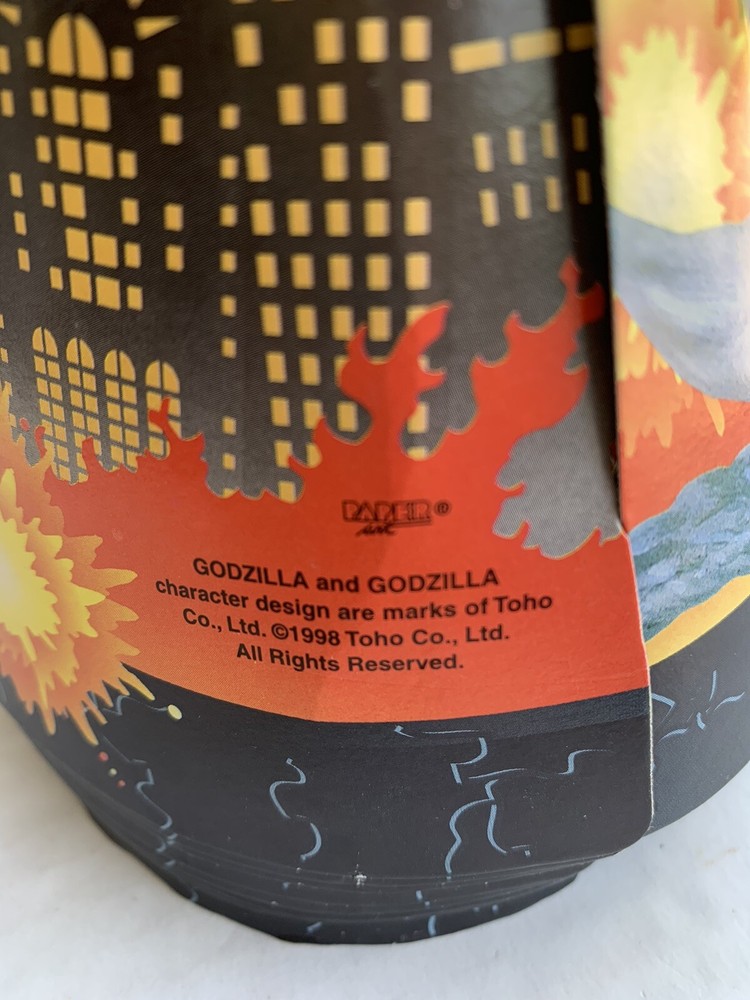 PAPER ®
art
GODZILLA and GODZILLA
character design are marks of Toho
Co., Ltd. ©1998 Toho Co., Ltd.
All Rights Reserved.